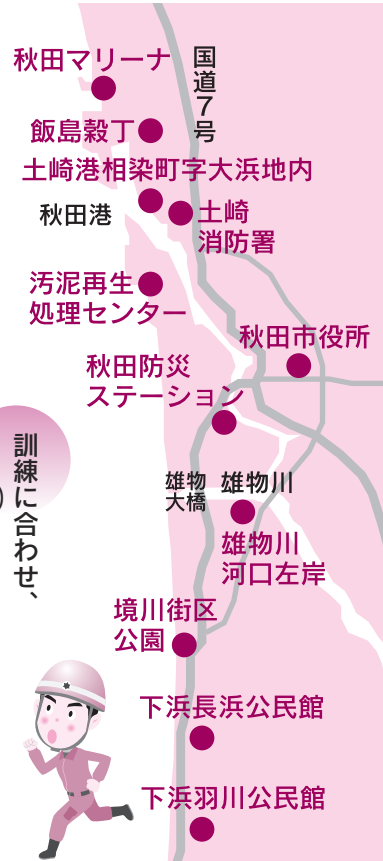 秋田マリーナ
国道7号
飯島穀丁
土崎港相染町字大浜地内
秋田港
土崎
消防署
汚泥再生
処理センター
秋田市役所
秋田防災
ステーション
雄物
大橋
雄物川
雄物川
河口左岸
訓練に合わせ、
)
境川街区
公園
下浜長浜公民館
下浜羽川公民館